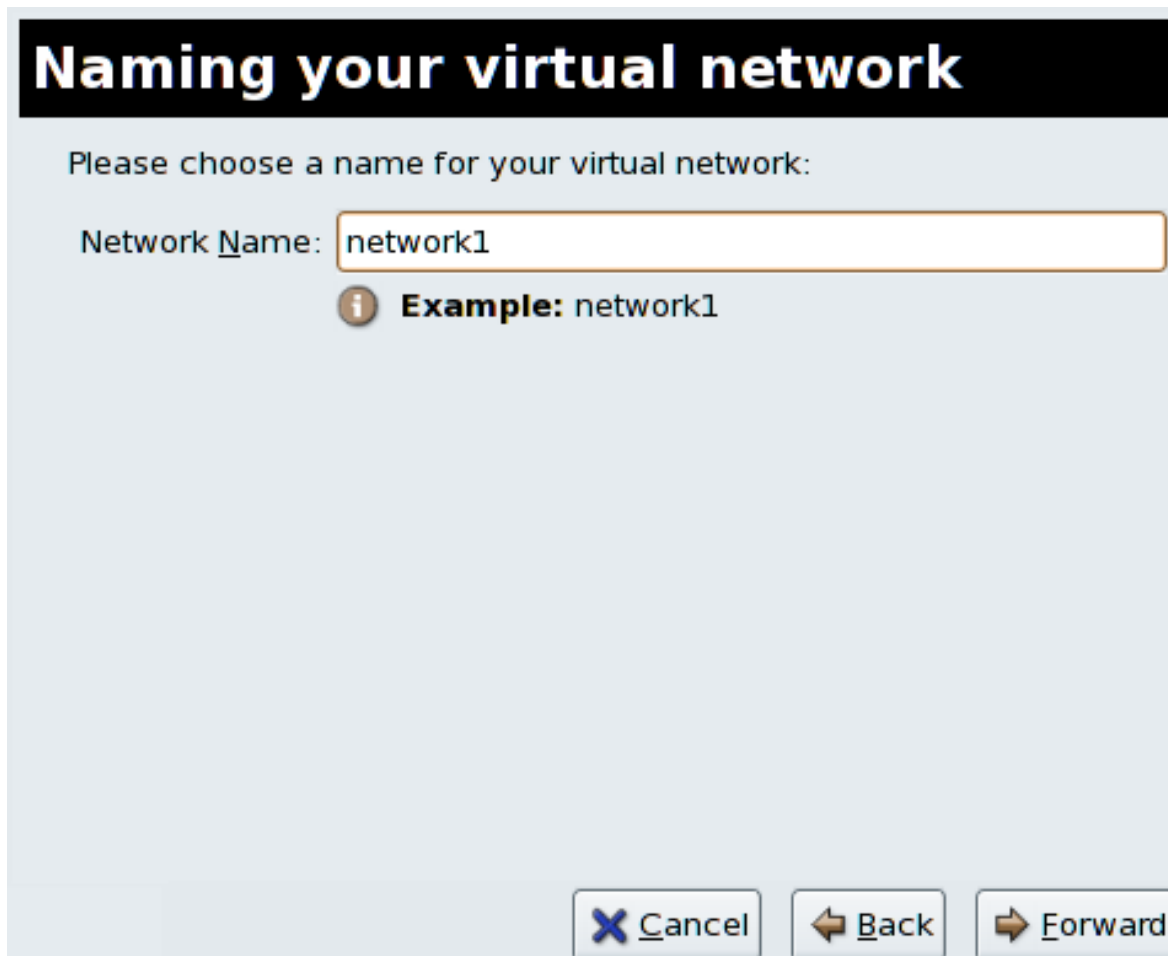 Naming your virtual network
Please choose a name for your virtual network:
Network Name: network1
Example: network1
Cancel Back Forward